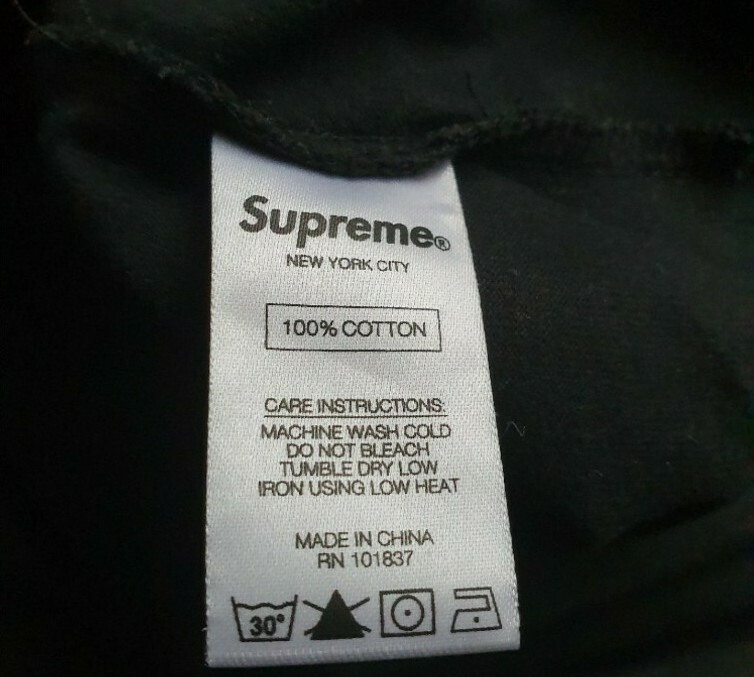 Supreme®
NEW YORK CITY
100% COTTON
CARE INSTRUCTIONS:
MACHINE WASH COLD
DO NOT BLEACH
TUMBLE DRY LOW
IRON USING LOW HEAT
MADE IN CHINA
RN 101837
30°